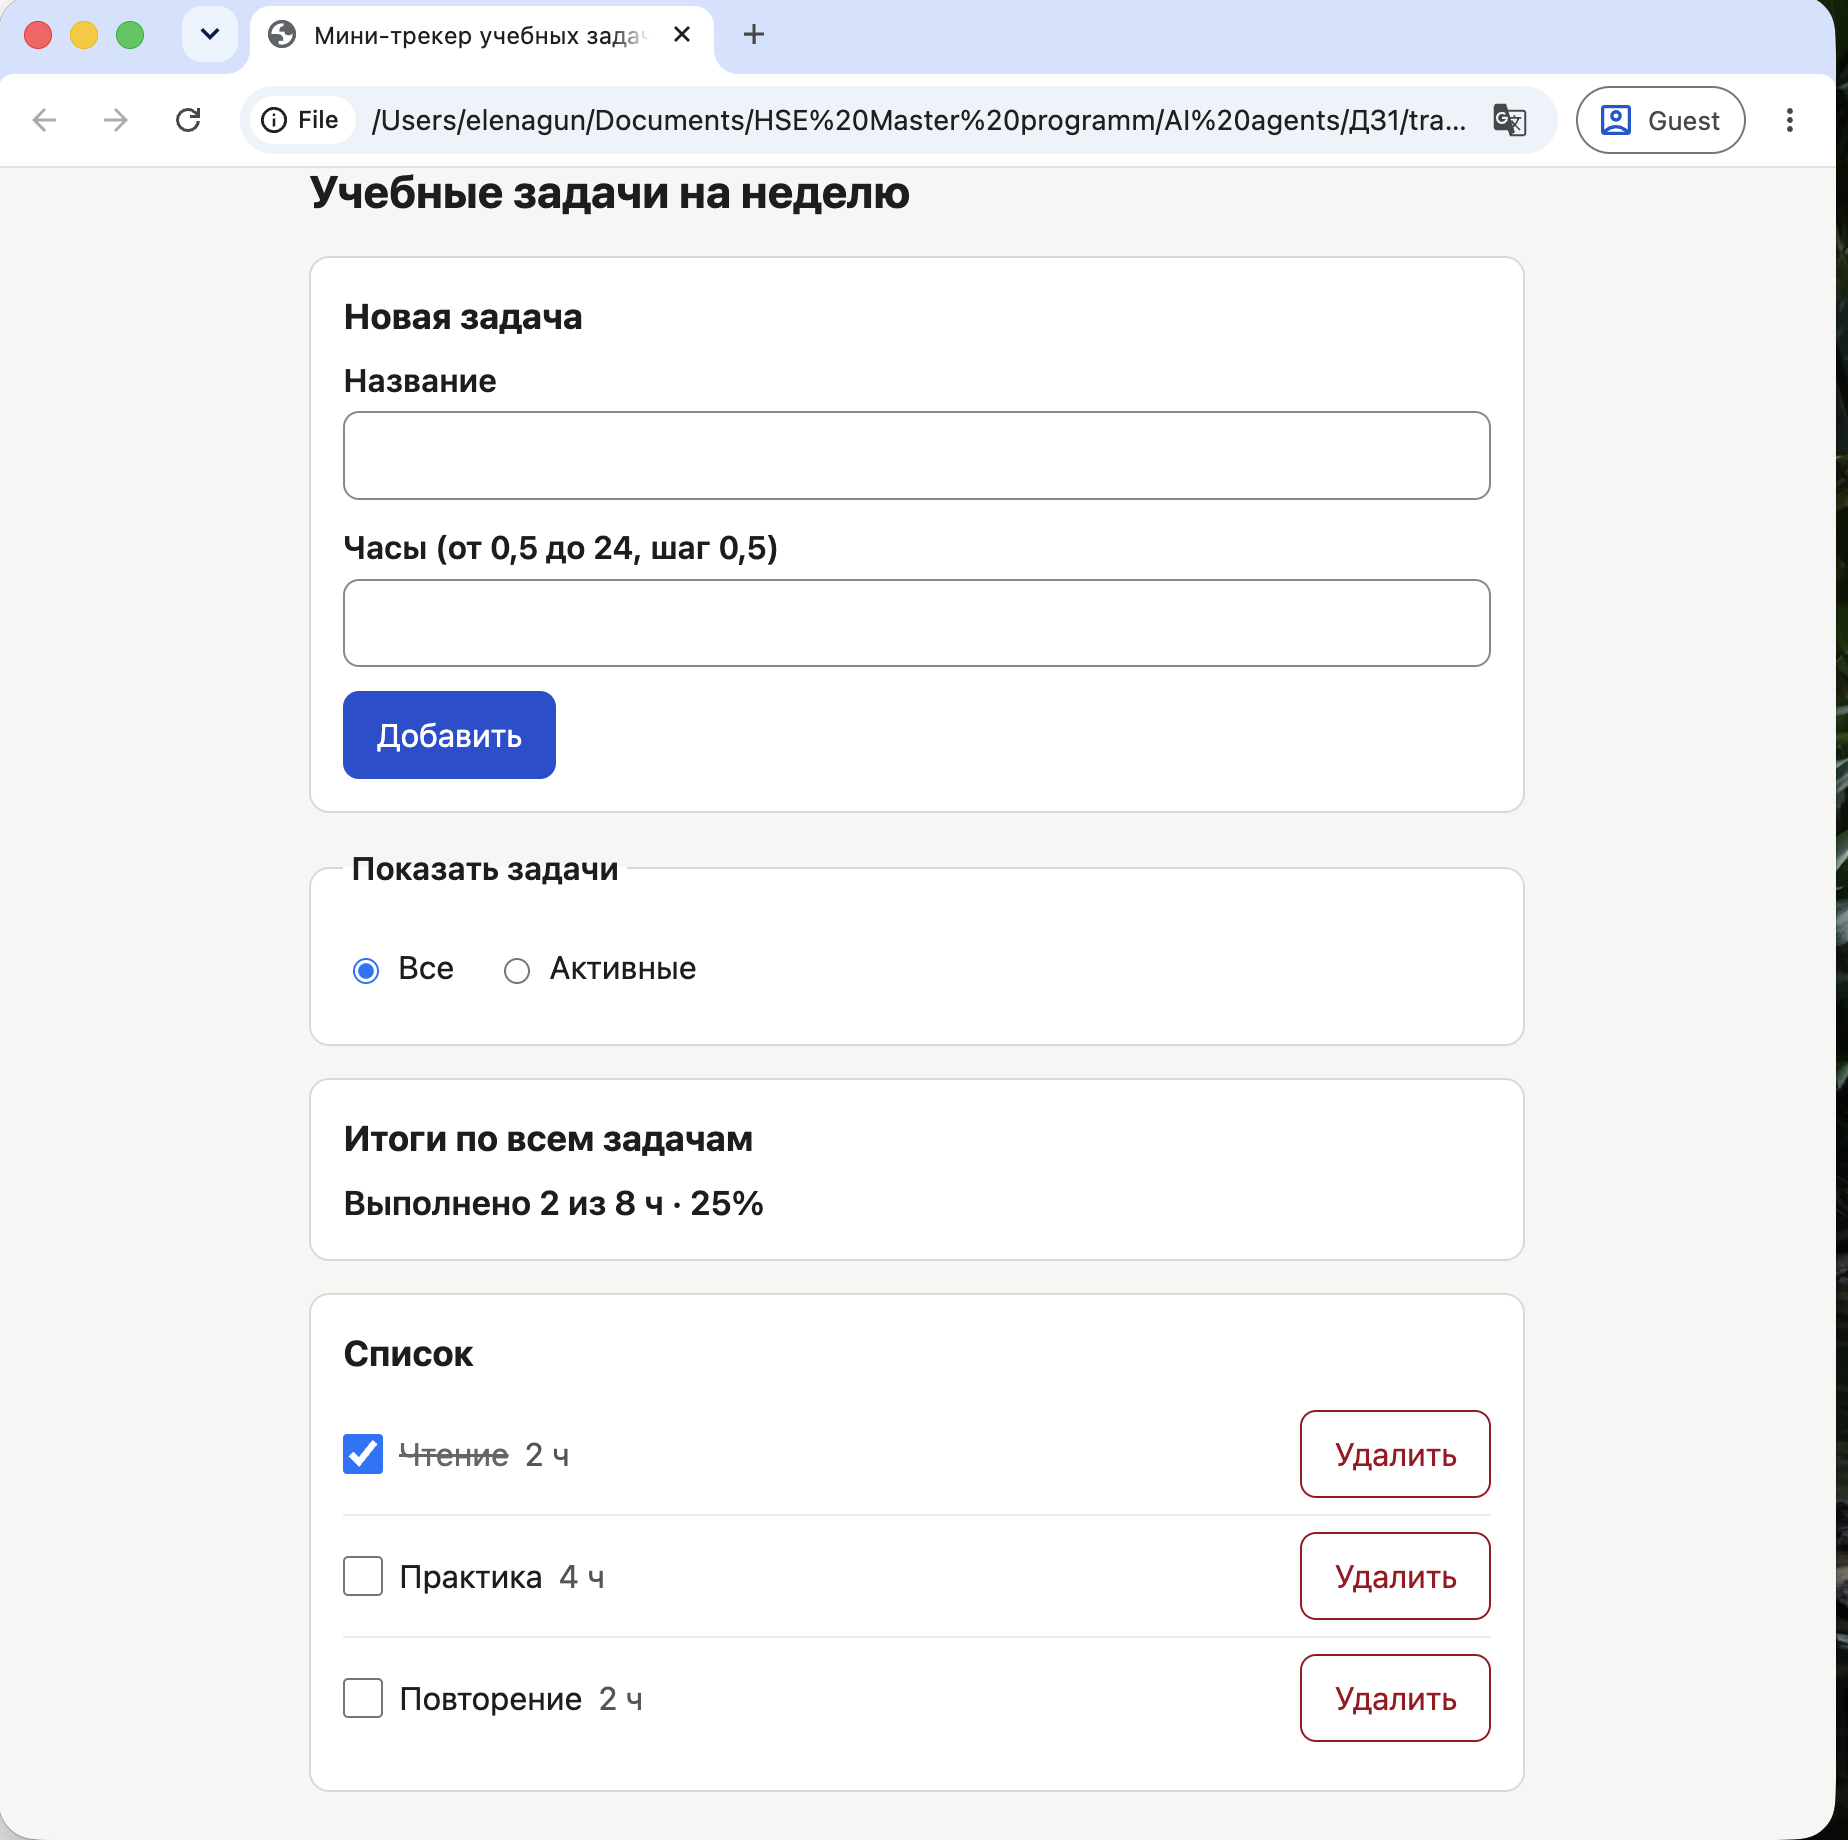 Мини-трекер учебных зада
File /Users/elenagun/Documents/HSE%20Master%20programm/AI%20agents/ДЗ1/tra... Guest
Учебные задачи на неделю
Новая задача
Название
Часы (от 0,5 до 24, шаг 0,5)
Добавить
Показать задачи
Все Активные
Итоги по всем задачам
Выполнено 2 из 8 ч · 25%
Список
Чтение 2 ч Удалить
Практика 4 ч Удалить
Повторение 2 ч Удалить